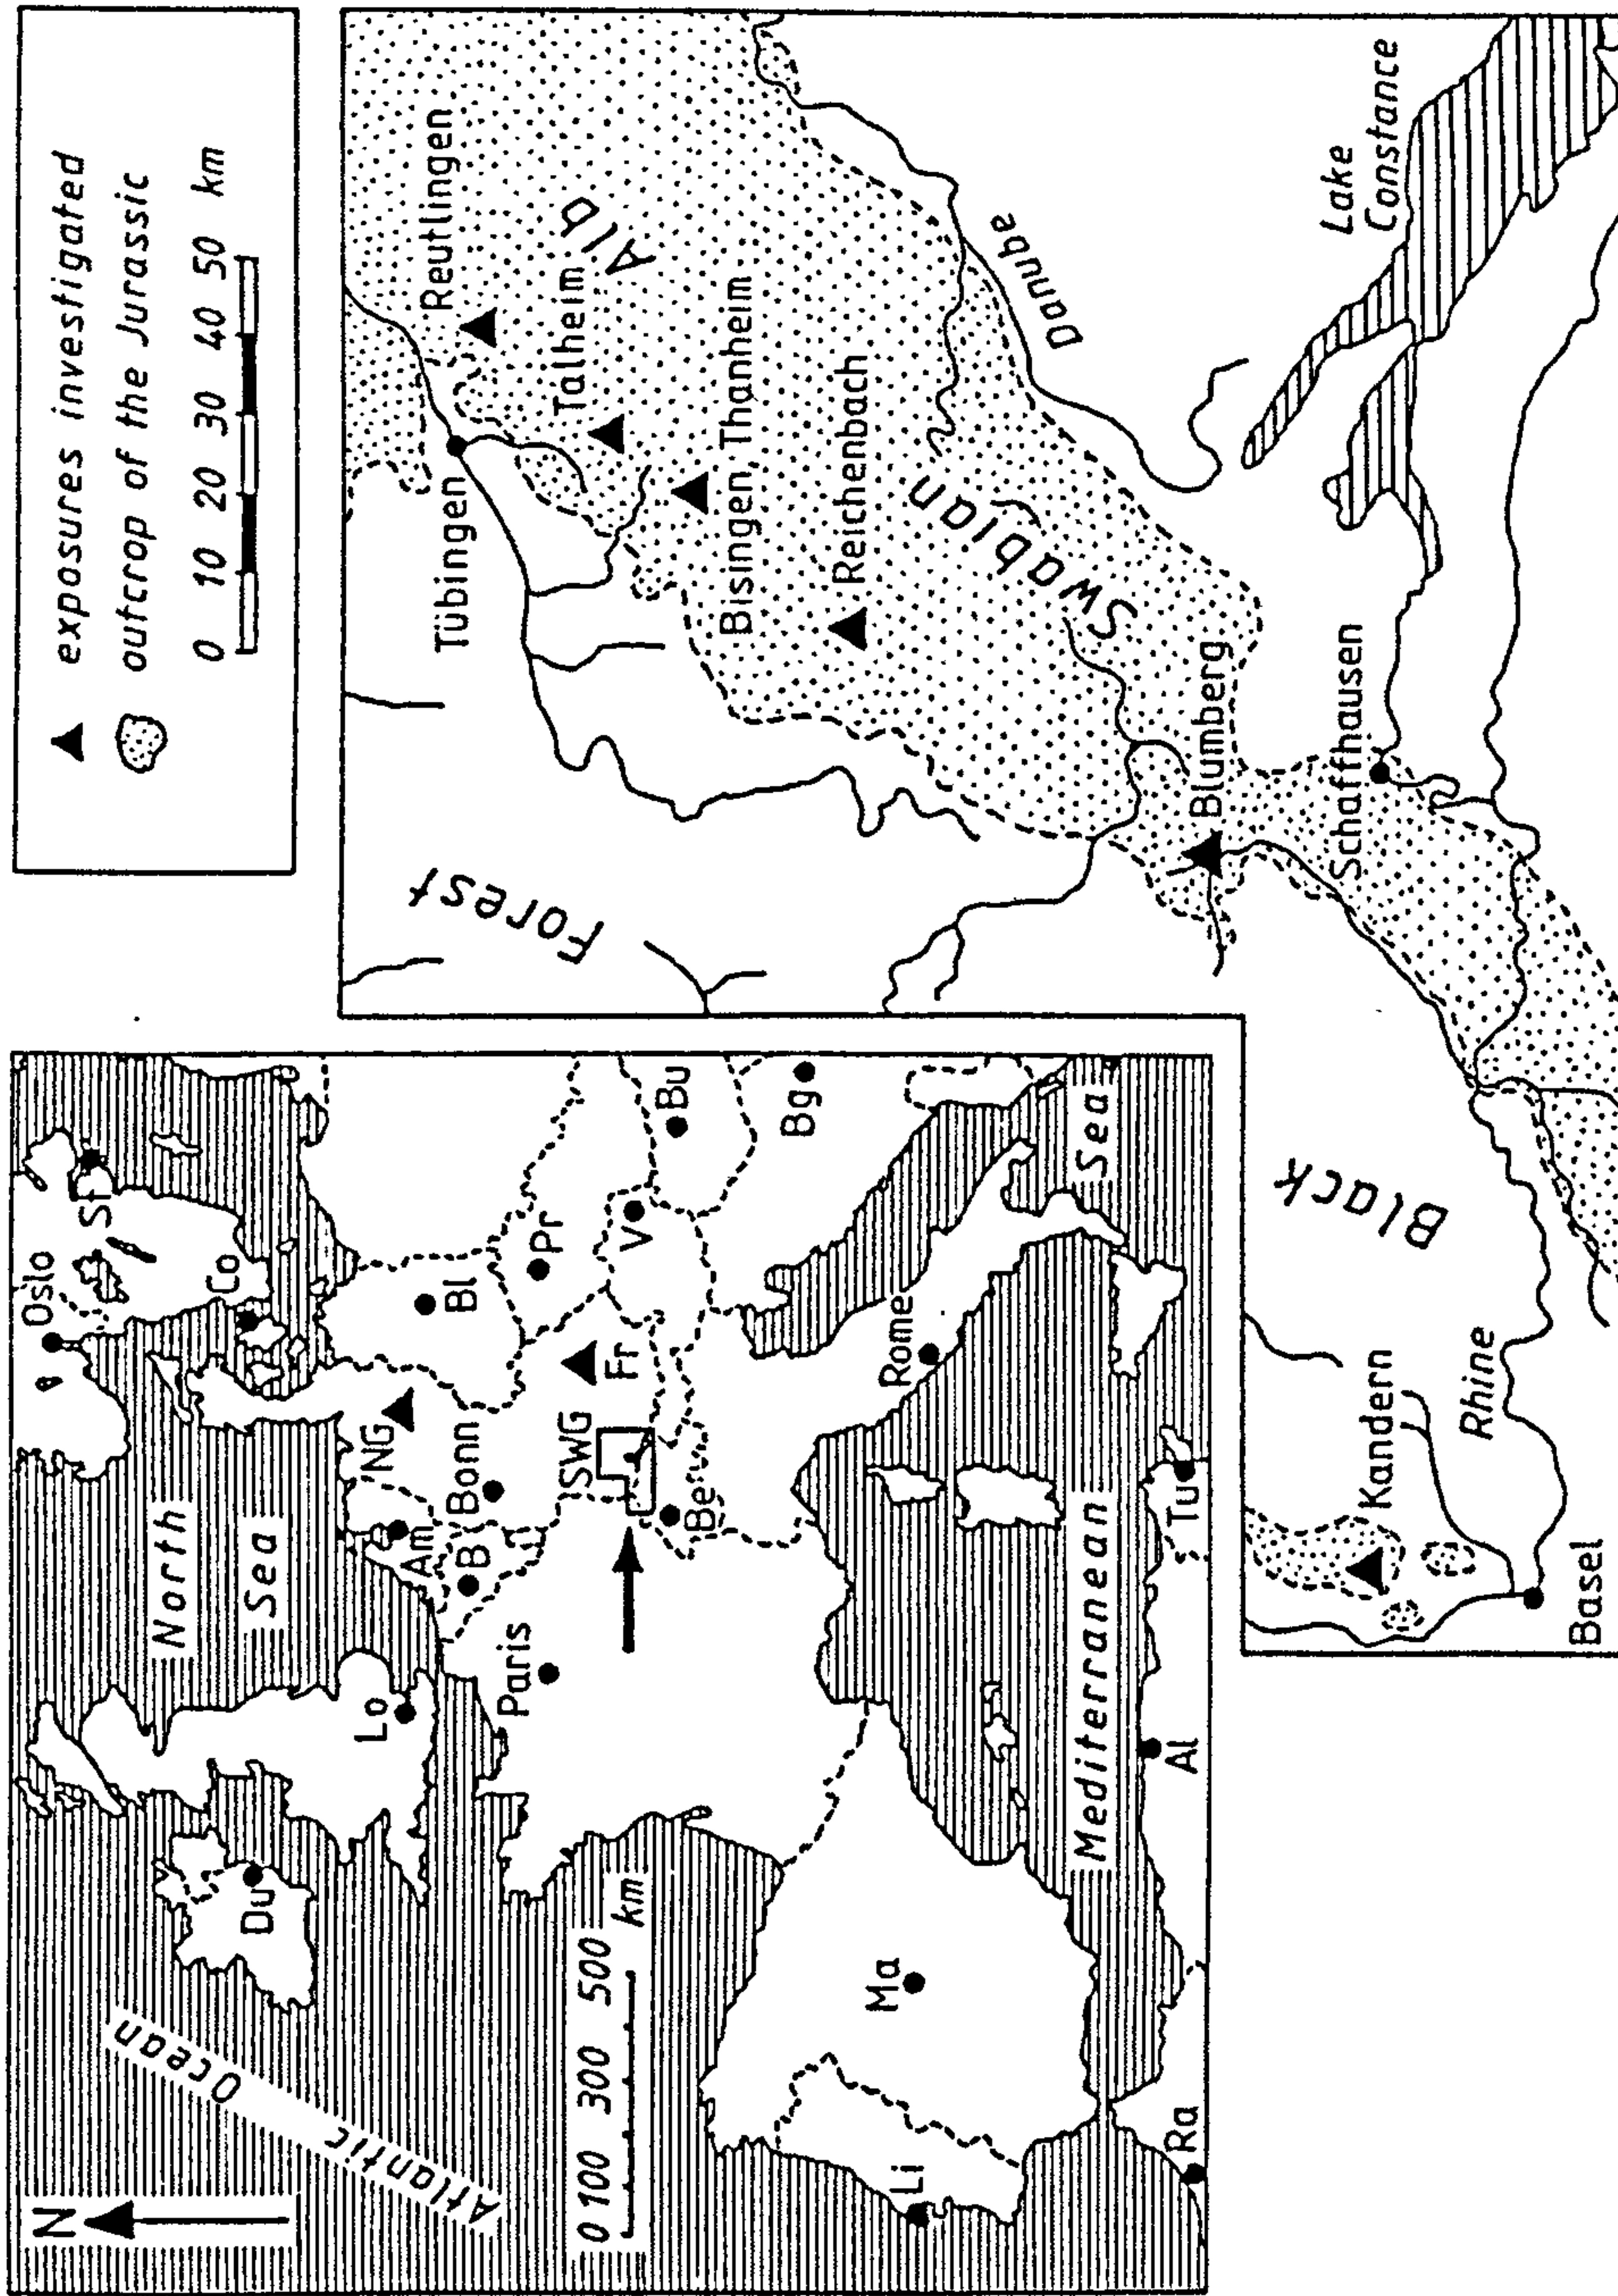 N
Atlantic Ocean
North
Sea
Oslo
St
Co
Du
Lo
Am
'NG
B
Bonn
Bl
Paris
Pr
SWG
Fr
V
Bu
Be
Bg
0 100 300 500
km
Ma
Li
Rome
Mediterranean Sea
Ra
Al
Tu
exposures investigated
outcrop of the Jurassic
0 10 20 30 40 50 km
Black Forest
Tübingen
Reutlingen
Talheim
Bisingen, Thanheim
Reichenbach
Swabian Alb
Danube
Blumberg
Schaffhausen
Lake
Constance
Kandern
Rhine
Basel